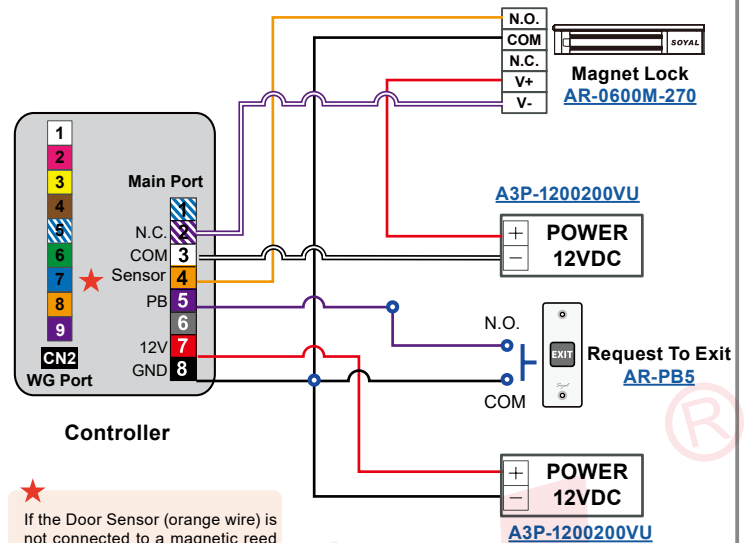 N.O.
COM
N.C.
V+
V-
SOYAL
Magnet Lock
AR-0600M-270
1
2
3
4
5
6
7
8
9
CN2
WG Port
Main Port
1
N.C. 2
COM 3
Sensor 4
PB 5
6
12V 7
GND 8
Controller
A3P-1200200VU
+ POWER
− 12VDC
N.O.
COM
EXIT
Soyal
Request To Exit
AR-PB5
+ POWER
− 12VDC
A3P-1200200VU
If the Door Sensor (orange wire) is
not connected to a magnetic reed
®